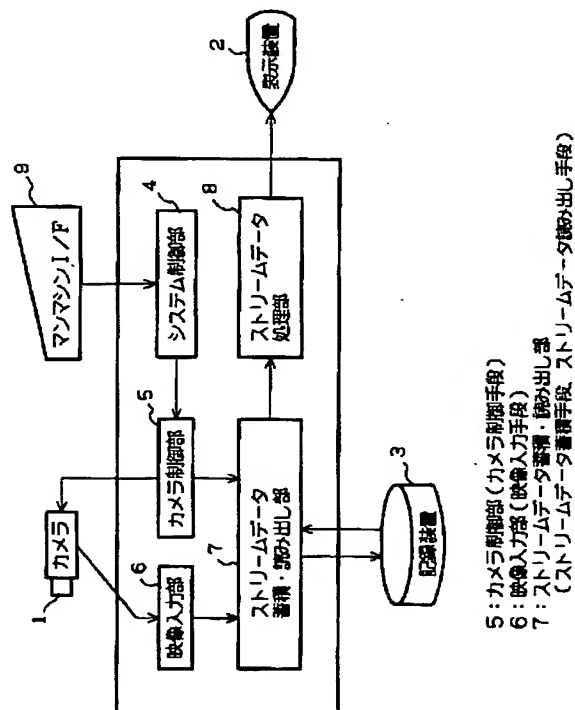 9
マンマシンI/F
1
カメラ
2
表示装置
4
システム制御部
5
カメラ制御部
6
映像入力部
7
ストリームデータ
蓄積・読み出し部
8
ストリームデータ
処理部
3
記録装置
5:カメラ制御部(カメラ制御手段)
6:映像入力部(映像入力手段)
7:ストリームデータ蓄積・読み出し部
(ストリームデータ蓄積手段、ストリームデータ読み出し手段)